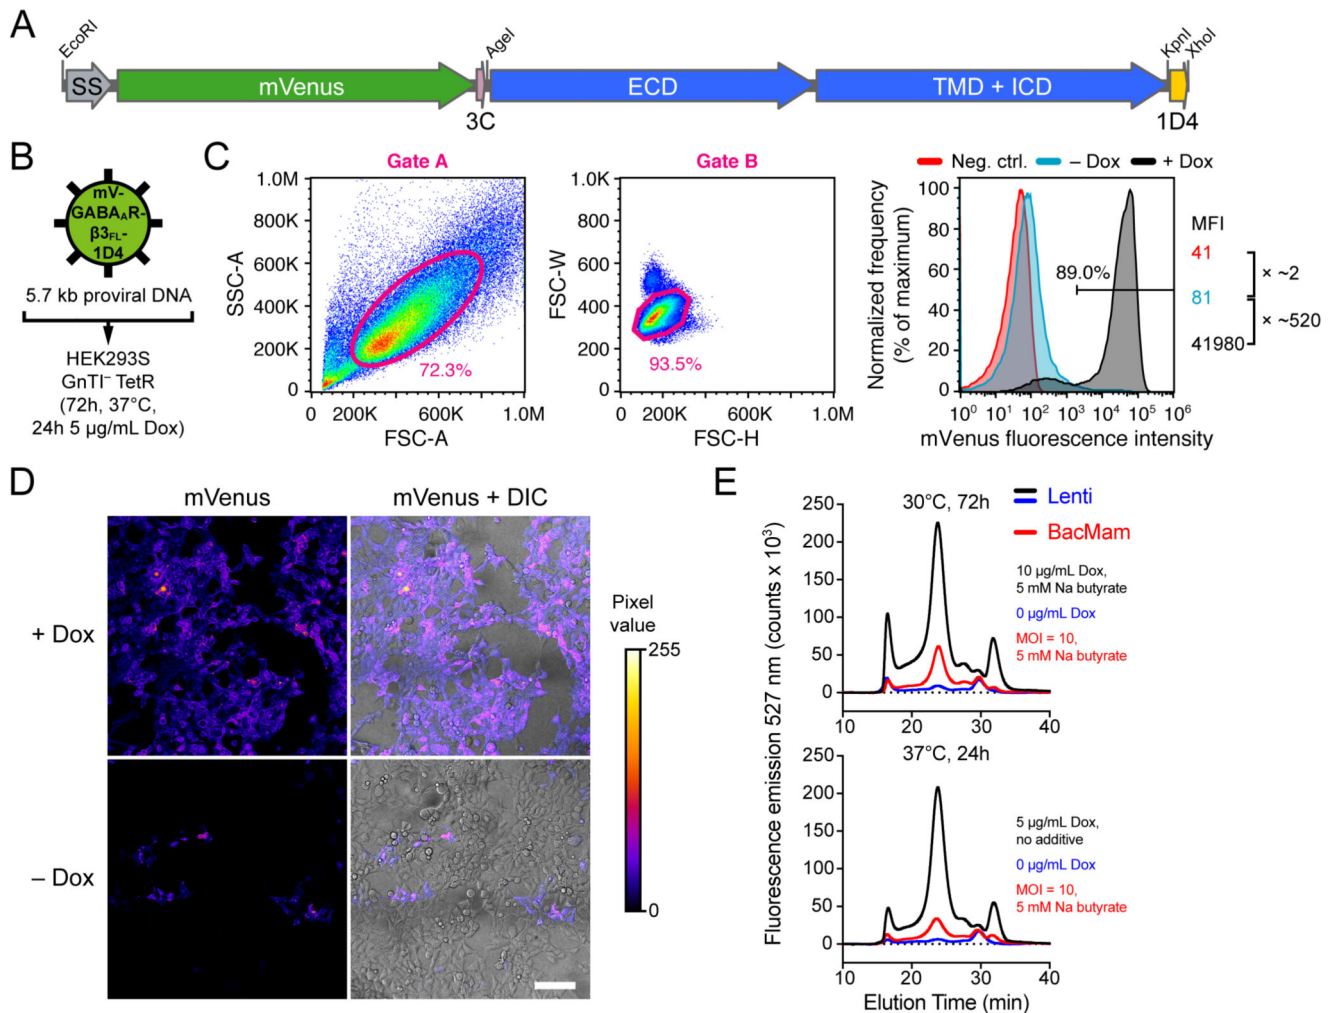 A
EcoRI
SS
mVenus
3C
AgeI
ECD
TMD + ICD
KpnI
XhoI
1D4
B
mV-
GABAAR-
β3FL-
1D4
5.7 kb proviral DNA
HEK293S
GnTI– TetR
(72h, 37°C,
24h 5 µg/mL Dox)
C
Gate A
1.0M
800K
600K
400K
200K
0
SSC-A
72.3%
0
400K
1.0M
FSC-A
Gate B
1.0K
800K
600K
400K
200K
0
FSC-W
93.5%
0
400K
1.0M
FSC-H
Neg. ctrl.
– Dox
+ Dox
Normalized frequency
(% of maximum)
100
80
60
40
20
0
89.0%
10⁰ 10¹ 10² 10³ 10⁴ 10⁵ 10⁶
mVenus fluorescence intensity
MFI
41
81
41980
× ~2
× ~520
D
mVenus
mVenus + DIC
+ Dox
– Dox
Pixel
value
255
0
E
Fluorescence emission 527 nm (counts x 10³)
250
200
150
100
50
0
30°C, 72h
10 20 30 40
Lenti
BacMam
10 µg/mL Dox,
5 mM Na butyrate
0 µg/mL Dox
MOI = 10,
5 mM Na butyrate
250
200
150
100
50
0
37°C, 24h
10 20 30 40
Elution Time (min)
5 µg/mL Dox,
no additive
0 µg/mL Dox
MOI = 10,
5 mM Na butyrate